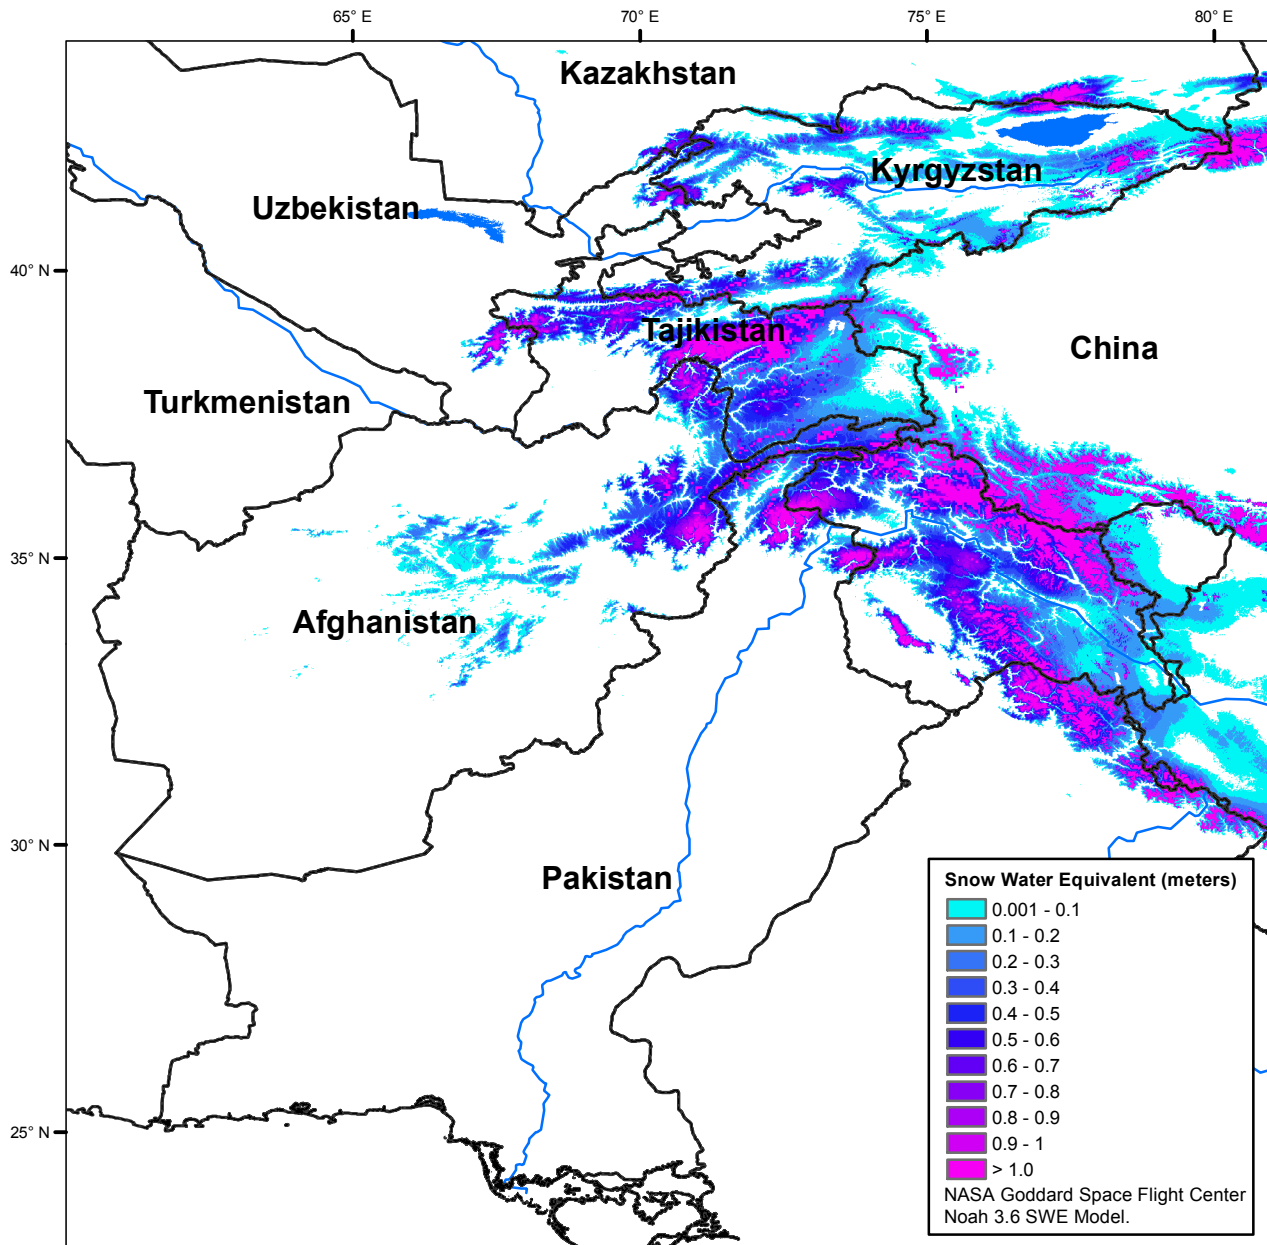 65° E
70° E
75° E
80° E
Kazakhstan
Kyrgyzstan
Uzbekistan
40° N
Tajikistan
China
Turkmenistan
35° N
Afghanistan
30° N
Pakistan
25° N
Snow Water Equivalent (meters)
0.001 - 0.1
0.1 - 0.2
0.2 - 0.3
0.3 - 0.4
0.4 - 0.5
0.5 - 0.6
0.6 - 0.7
0.7 - 0.8
0.8 - 0.9
0.9 - 1
> 1.0
NASA Goddard Space Flight Center
Noah 3.6 SWE Model.